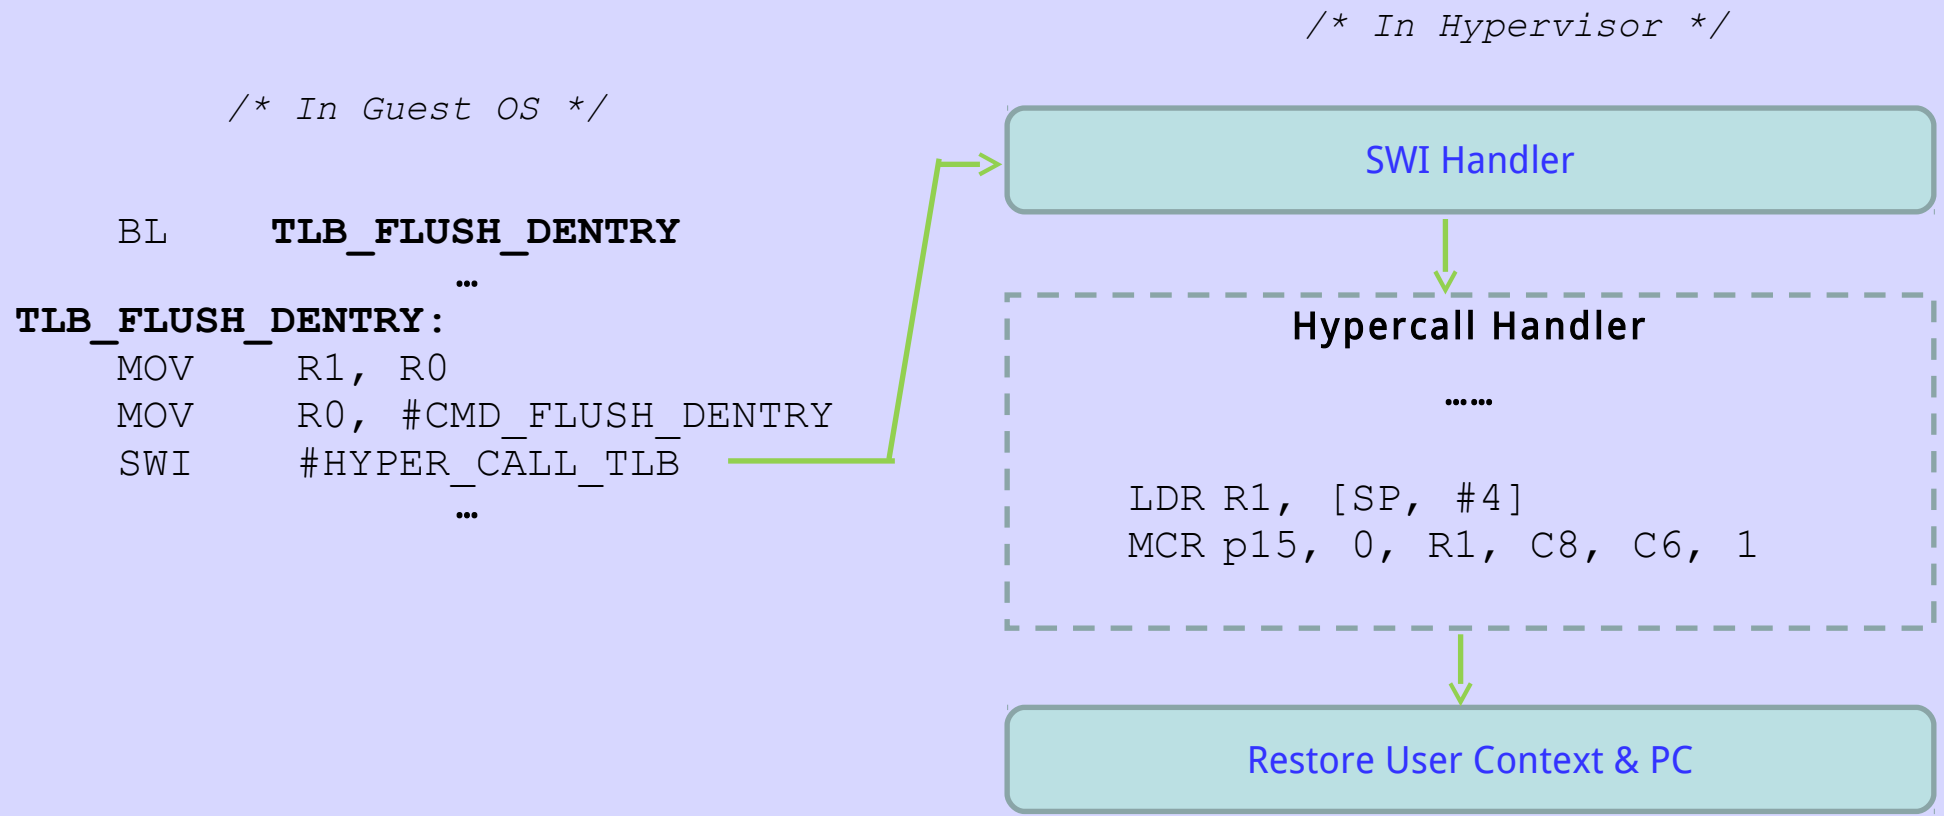 /* In Guest OS */
BL TLB_FLUSH_DENTRY
…
TLB_FLUSH_DENTRY:
MOV R1, R0
MOV R0, #CMD_FLUSH_DENTRY
SWI #HYPER_CALL_TLB
…
/* In Hypervisor */
SWI Handler
Hypercall Handler
……
LDR R1, [SP, #4]
MCR p15, 0, R1, C8, C6, 1
Restore User Context & PC